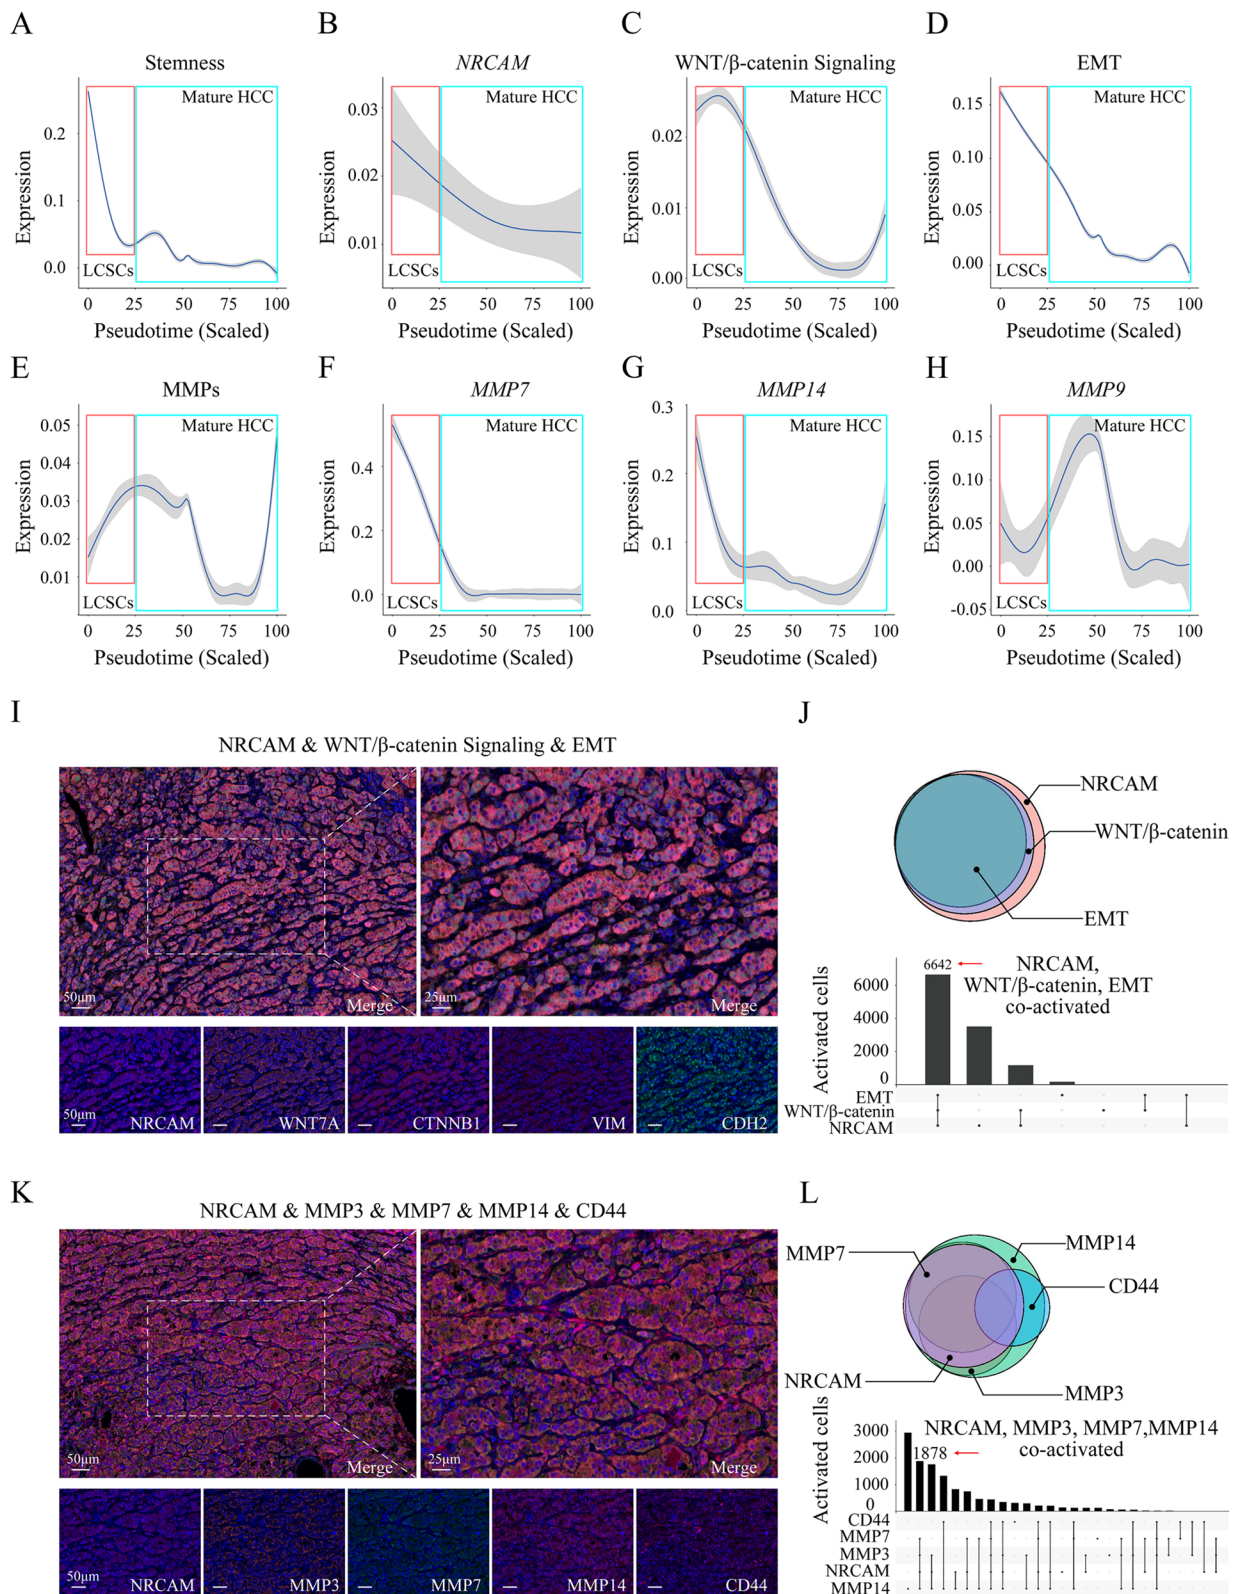 A
B
C
D
Stemness
NRCAM
WNT/β-catenin Signaling
EMT
Mature HCC
Mature HCC
Mature HCC
Mature HCC
Expression
Expression
Expression
Expression
0.2
0.1
0.0
0.03
0.02
0.01
0.02
0.01
0.00
0.15
0.10
0.05
0.00
LCSCs
LCSCs
LCSCs
LCSCs
0 25 50 75 100
0 25 50 75 100
0 25 50 75 100
0 25 50 75 100
Pseudotime (Scaled)
Pseudotime (Scaled)
Pseudotime (Scaled)
Pseudotime (Scaled)
E
F
G
H
MMPs
MMP7
MMP14
MMP9
Mature HCC
Mature HCC
Mature HCC
Mature HCC
Expression
Expression
Expression
Expression
0.05
0.04
0.03
0.02
0.01
0.4
0.2
0.0
0.3
0.2
0.1
0.0
0.15
0.10
0.05
0.00
-0.05
LCSCs
LCSCs
LCSCs
LCSCs
0 25 50 75 100
0 25 50 75 100
0 25 50 75 100
0 25 50 75 100
Pseudotime (Scaled)
Pseudotime (Scaled)
Pseudotime (Scaled)
Pseudotime (Scaled)
I
NRCAM & WNT/β-catenin Signaling & EMT
50μm
Merge
25μm
Merge
50μm
NRCAM
WNT7A
CTNNB1
VIM
CDH2
J
NRCAM
WNT/β-catenin
EMT
6642
NRCAM,
WNT/β-catenin, EMT
co-activated
Activated cells
6000
4000
2000
0
EMT
WNT/β-catenin
NRCAM
K
NRCAM & MMP3 & MMP7 & MMP14 & CD44
50μm
Merge
25μm
Merge
50μm
NRCAM
MMP3
MMP7
MMP14
CD44
L
MMP7
MMP14
CD44
NRCAM
MMP3
Activated cells
3000
2000
1000
0
NRCAM, MMP3, MMP7,MMP14
1878
co-activated
CD44
MMP7
MMP3
NRCAM
MMP14